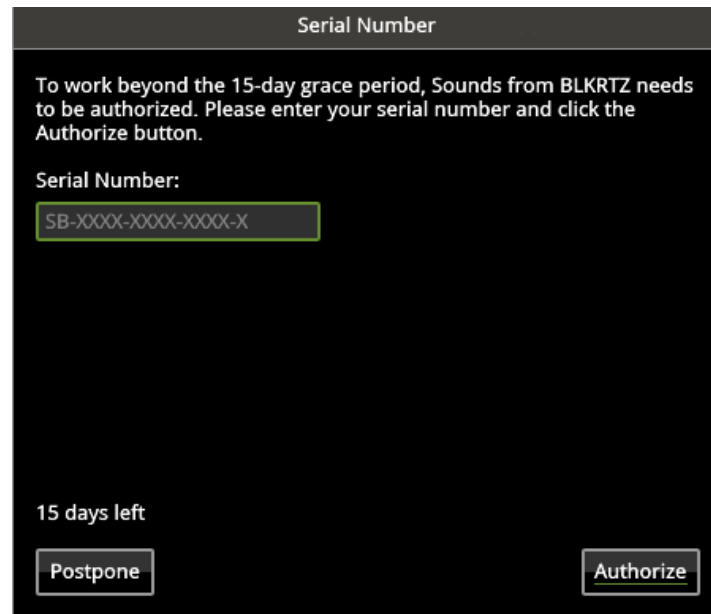 Serial Number
To work beyond the 15-day grace period, Sounds from BLKRTZ needs
to be authorized. Please enter your serial number and click the
Authorize button.
Serial Number:
SB-XXXX-XXXX-XXXX-X
15 days left
Postpone
Authorize